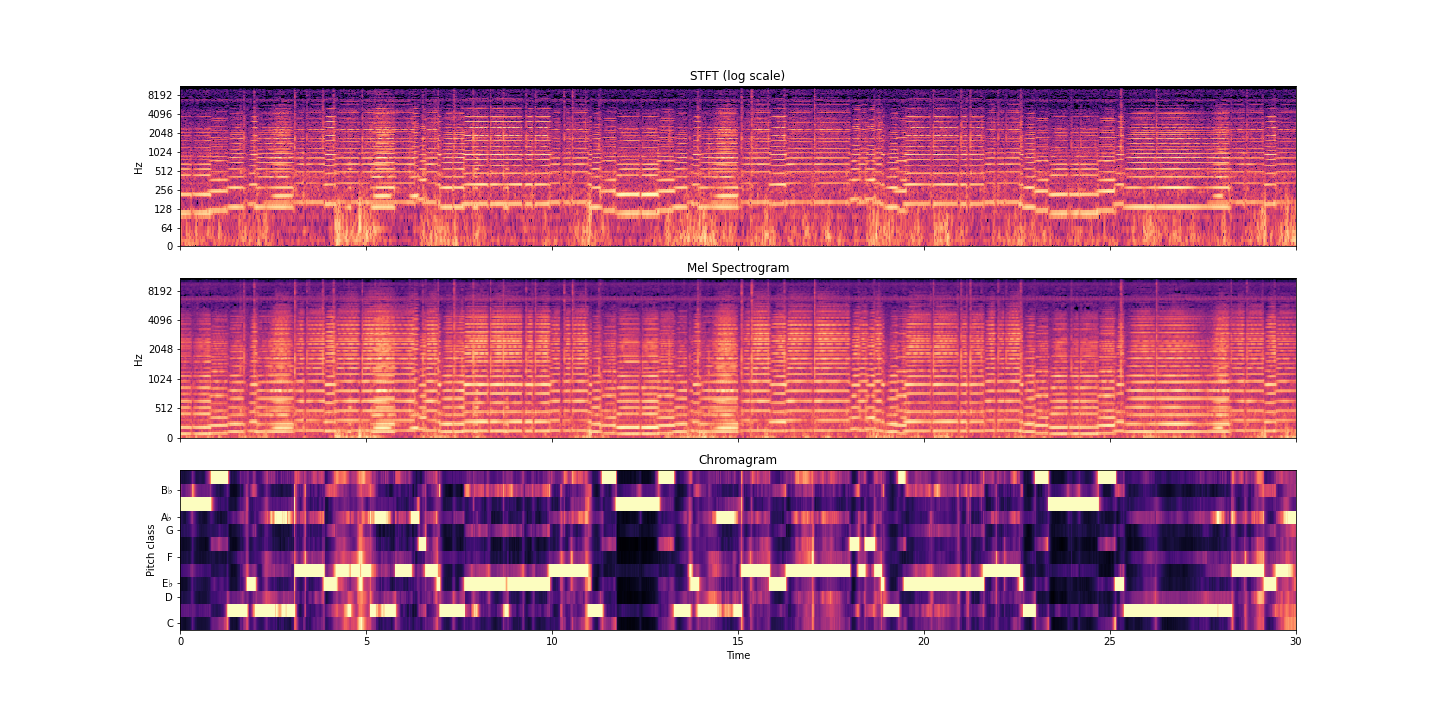 STFT (log scale)
8192
4096
2048
1024
512
256
128
64
0
Hz
Mel Spectrogram
8192
4096
2048
1024
512
0
Hz
Chromagram
B♭
A♭
G
F
E♭
D
C
Pitch class
0 5 10 15 20 25 30
Time